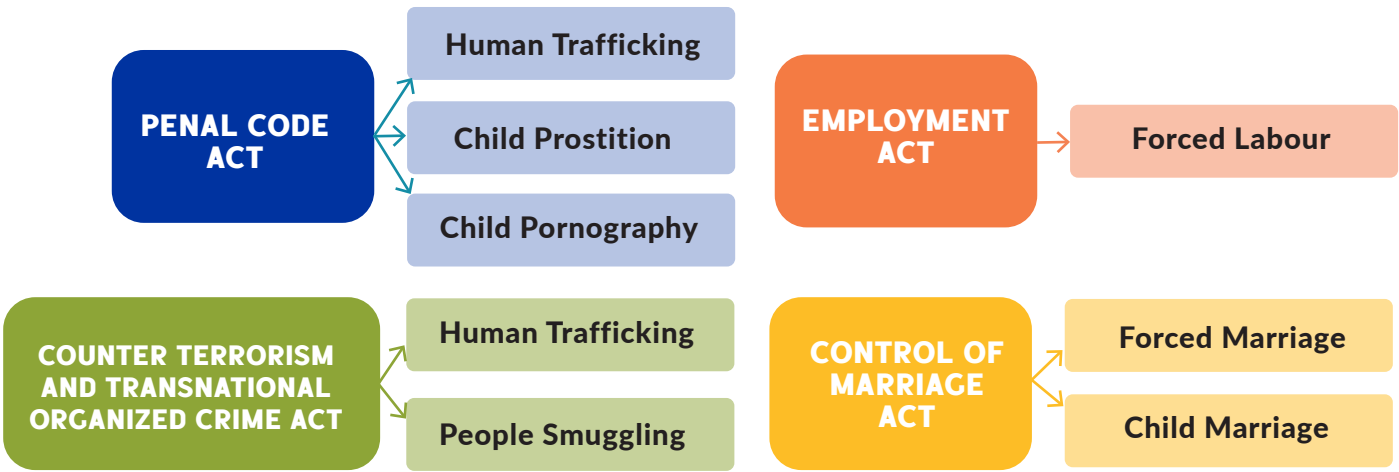 PENAL CODE
ACT
Human Trafficking
Child Prostition
Child Pornography
EMPLOYMENT
ACT
Forced Labour
COUNTER TERRORISM
AND TRANSNATIONAL
ORGANIZED CRIME ACT
Human Trafficking
People Smuggling
CONTROL OF
MARRIAGE
ACT
Forced Marriage
Child Marriage